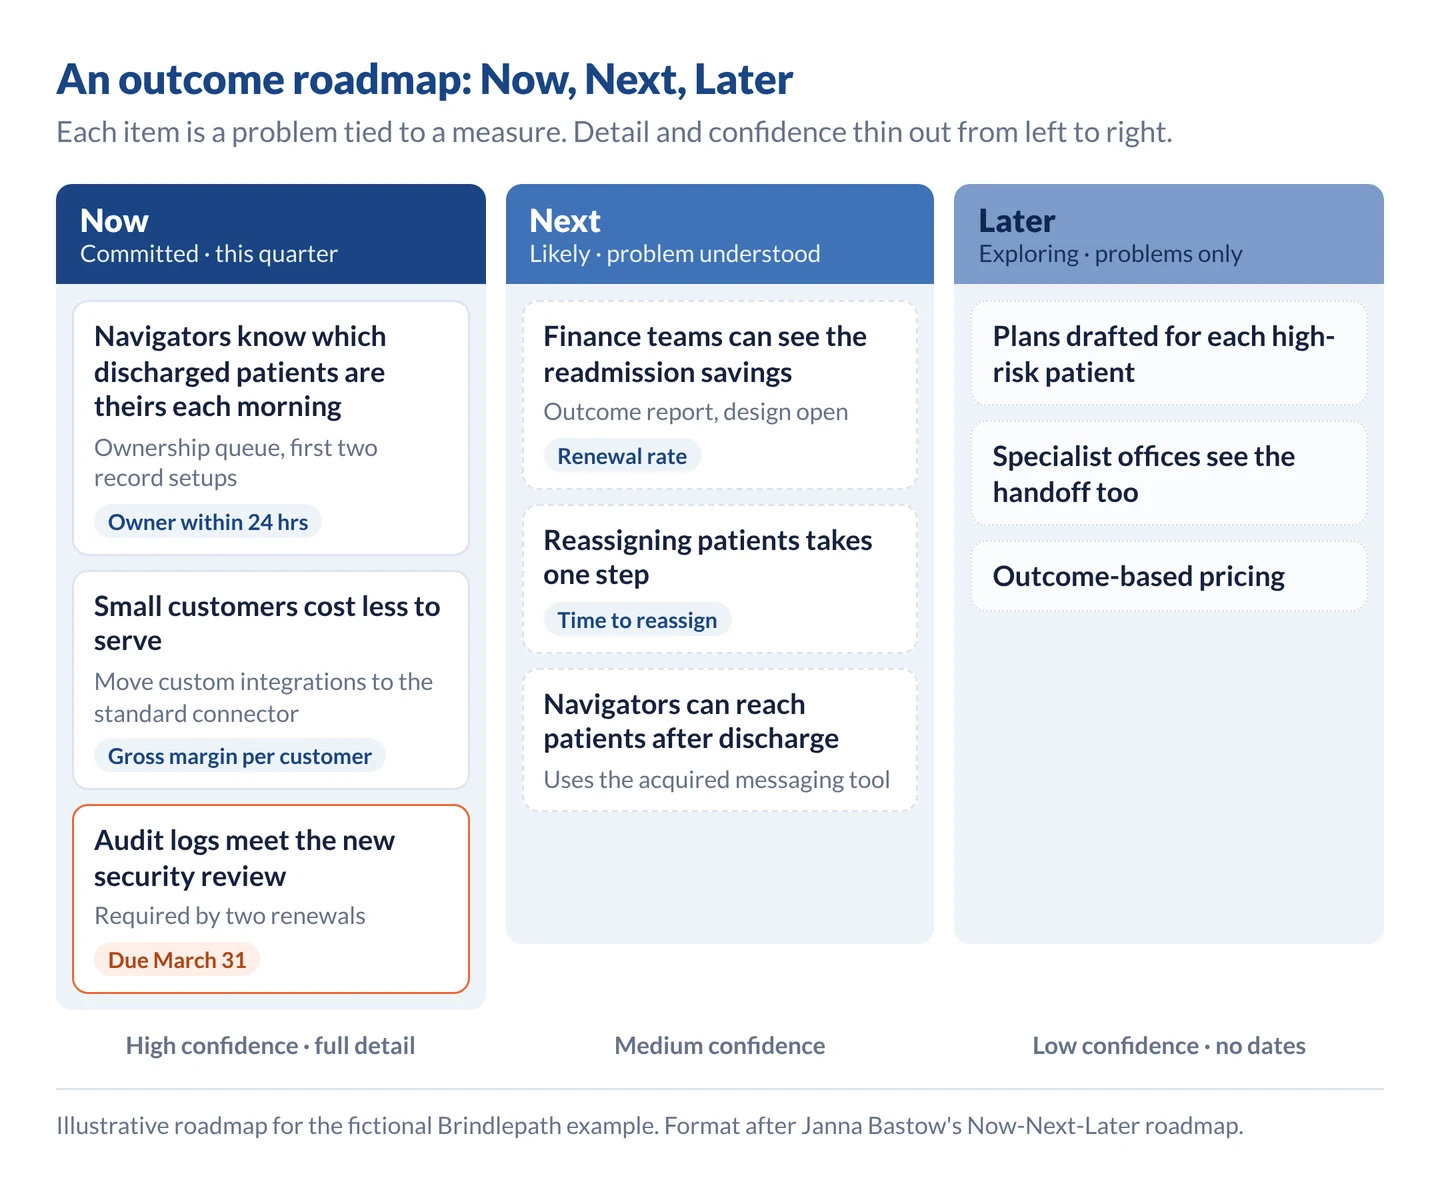 An outcome roadmap: Now, Next, Later
Each item is a problem tied to a measure. Detail and confidence thin out from left to right.
Now
Committed · this quarter
Navigators know which
discharged patients are
theirs each morning
Ownership queue, first two
record setups
Owner within 24 hrs
Small customers cost less to
serve
Move custom integrations to the
standard connector
Gross margin per customer
Audit logs meet the new
security review
Required by two renewals
Due March 31
High confidence · full detail
Next
Likely · problem understood
Finance teams can see the
readmission savings
Outcome report, design open
Renewal rate
Reassigning patients takes
one step
Time to reassign
Navigators can reach
patients after discharge
Uses the acquired messaging tool
Medium confidence
Later
Exploring · problems only
Plans drafted for each high-
risk patient
Specialist offices see the
handoff too
Outcome-based pricing
Low confidence · no dates
Illustrative roadmap for the fictional Brindlepath example. Format after Janna Bastow's Now-Next-Later roadmap.